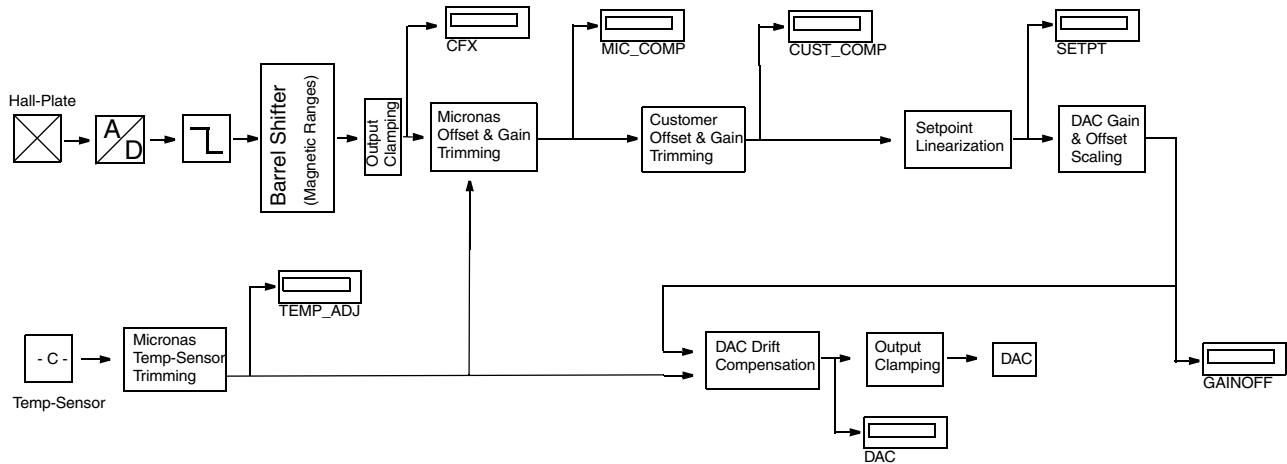 CFX
MIC_COMP
CUST_COMP
SETPT
Hall-Plate
A
D
Barrel Shifter
(Magnetic Ranges)
Output
Clamping
Micronas
Offset & Gain
Trimming
Customer
Offset & Gain
Trimming
Setpoint
Linearization
DAC Gain
& Offset
Scaling
TEMP_ADJ
- C -
Temp-Sensor
Micronas
Temp-Sensor
Trimming
DAC Drift
Compensation
Output
Clamping
DAC
GAINOFF
DAC